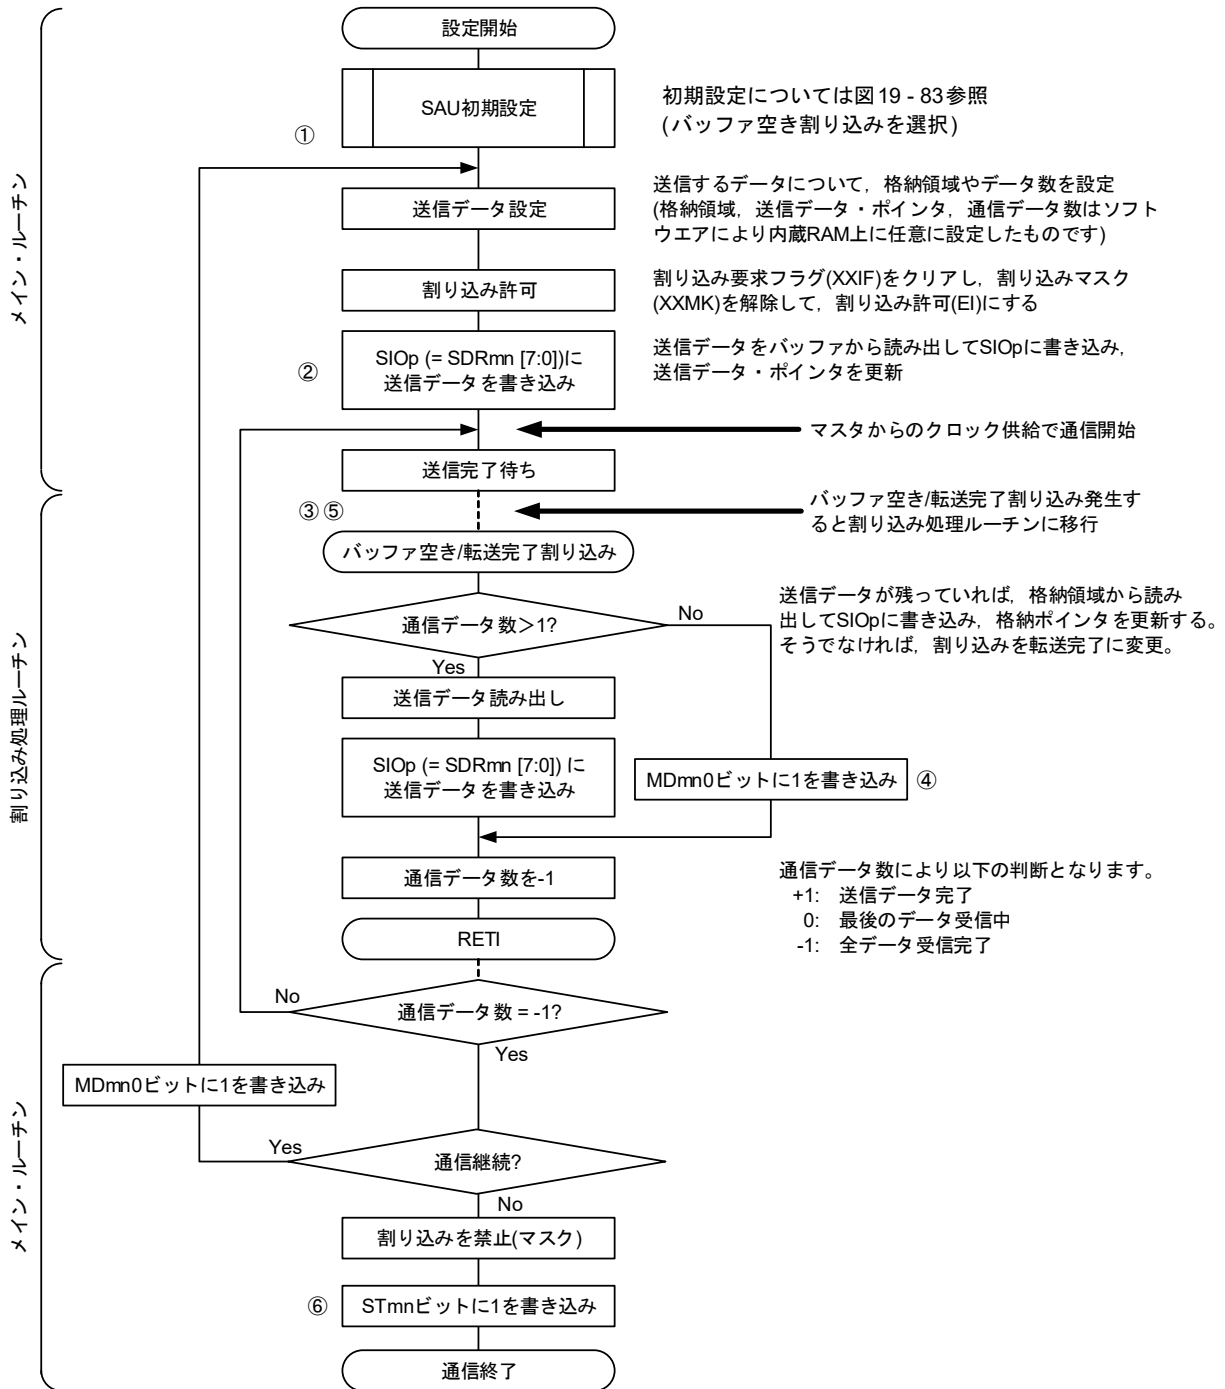 設定開始
SAU初期設定
初期設定については図19 - 83参照
(バッファ空き割り込みを選択)
①
メイン・ルーチン
送信データ設定
送信するデータについて，格納領域やデータ数を設定
(格納領域，送信データ・ポインタ，通信データ数はソフト
ウエアにより内蔵RAM上に任意に設定したものです)
割り込み許可
割り込み要求フラグ(XXIF)をクリアし，割り込みマスク
(XXMK)を解除して，割り込み許可(EI)にする
②
SIOp (= SDRmn [7:0])に
送信データを書き込み
送信データをバッファから読み出してSIOpに書き込み，
送信データ・ポインタを更新
マスタからのクロック供給で通信開始
送信完了待ち
③⑤
バッファ空き/転送完了割り込み発生す
ると割り込み処理ルーチンに移行
バッファ空き/転送完了割り込み
割り込み処理ルーチン
通信データ数＞1?
No
Yes
送信データが残っていれば，格納領域から読み
出してSIOpに書き込み，格納ポインタを更新する。
そうでなければ，割り込みを転送完了に変更。
送信データ読み出し
SIOp (= SDRmn [7:0]) に
送信データを書き込み
MDmn0ビットに1を書き込み
④
通信データ数を-1
通信データ数により以下の判断となります。
+1: 送信データ完了
0: 最後のデータ受信中
-1: 全データ受信完了
RETI
通信データ数 = -1?
No
Yes
MDmn0ビットに1を書き込み
メイン・ルーチン
通信継続?
Yes
No
割り込みを禁止(マスク)
⑥
STmnビットに1を書き込み
通信終了